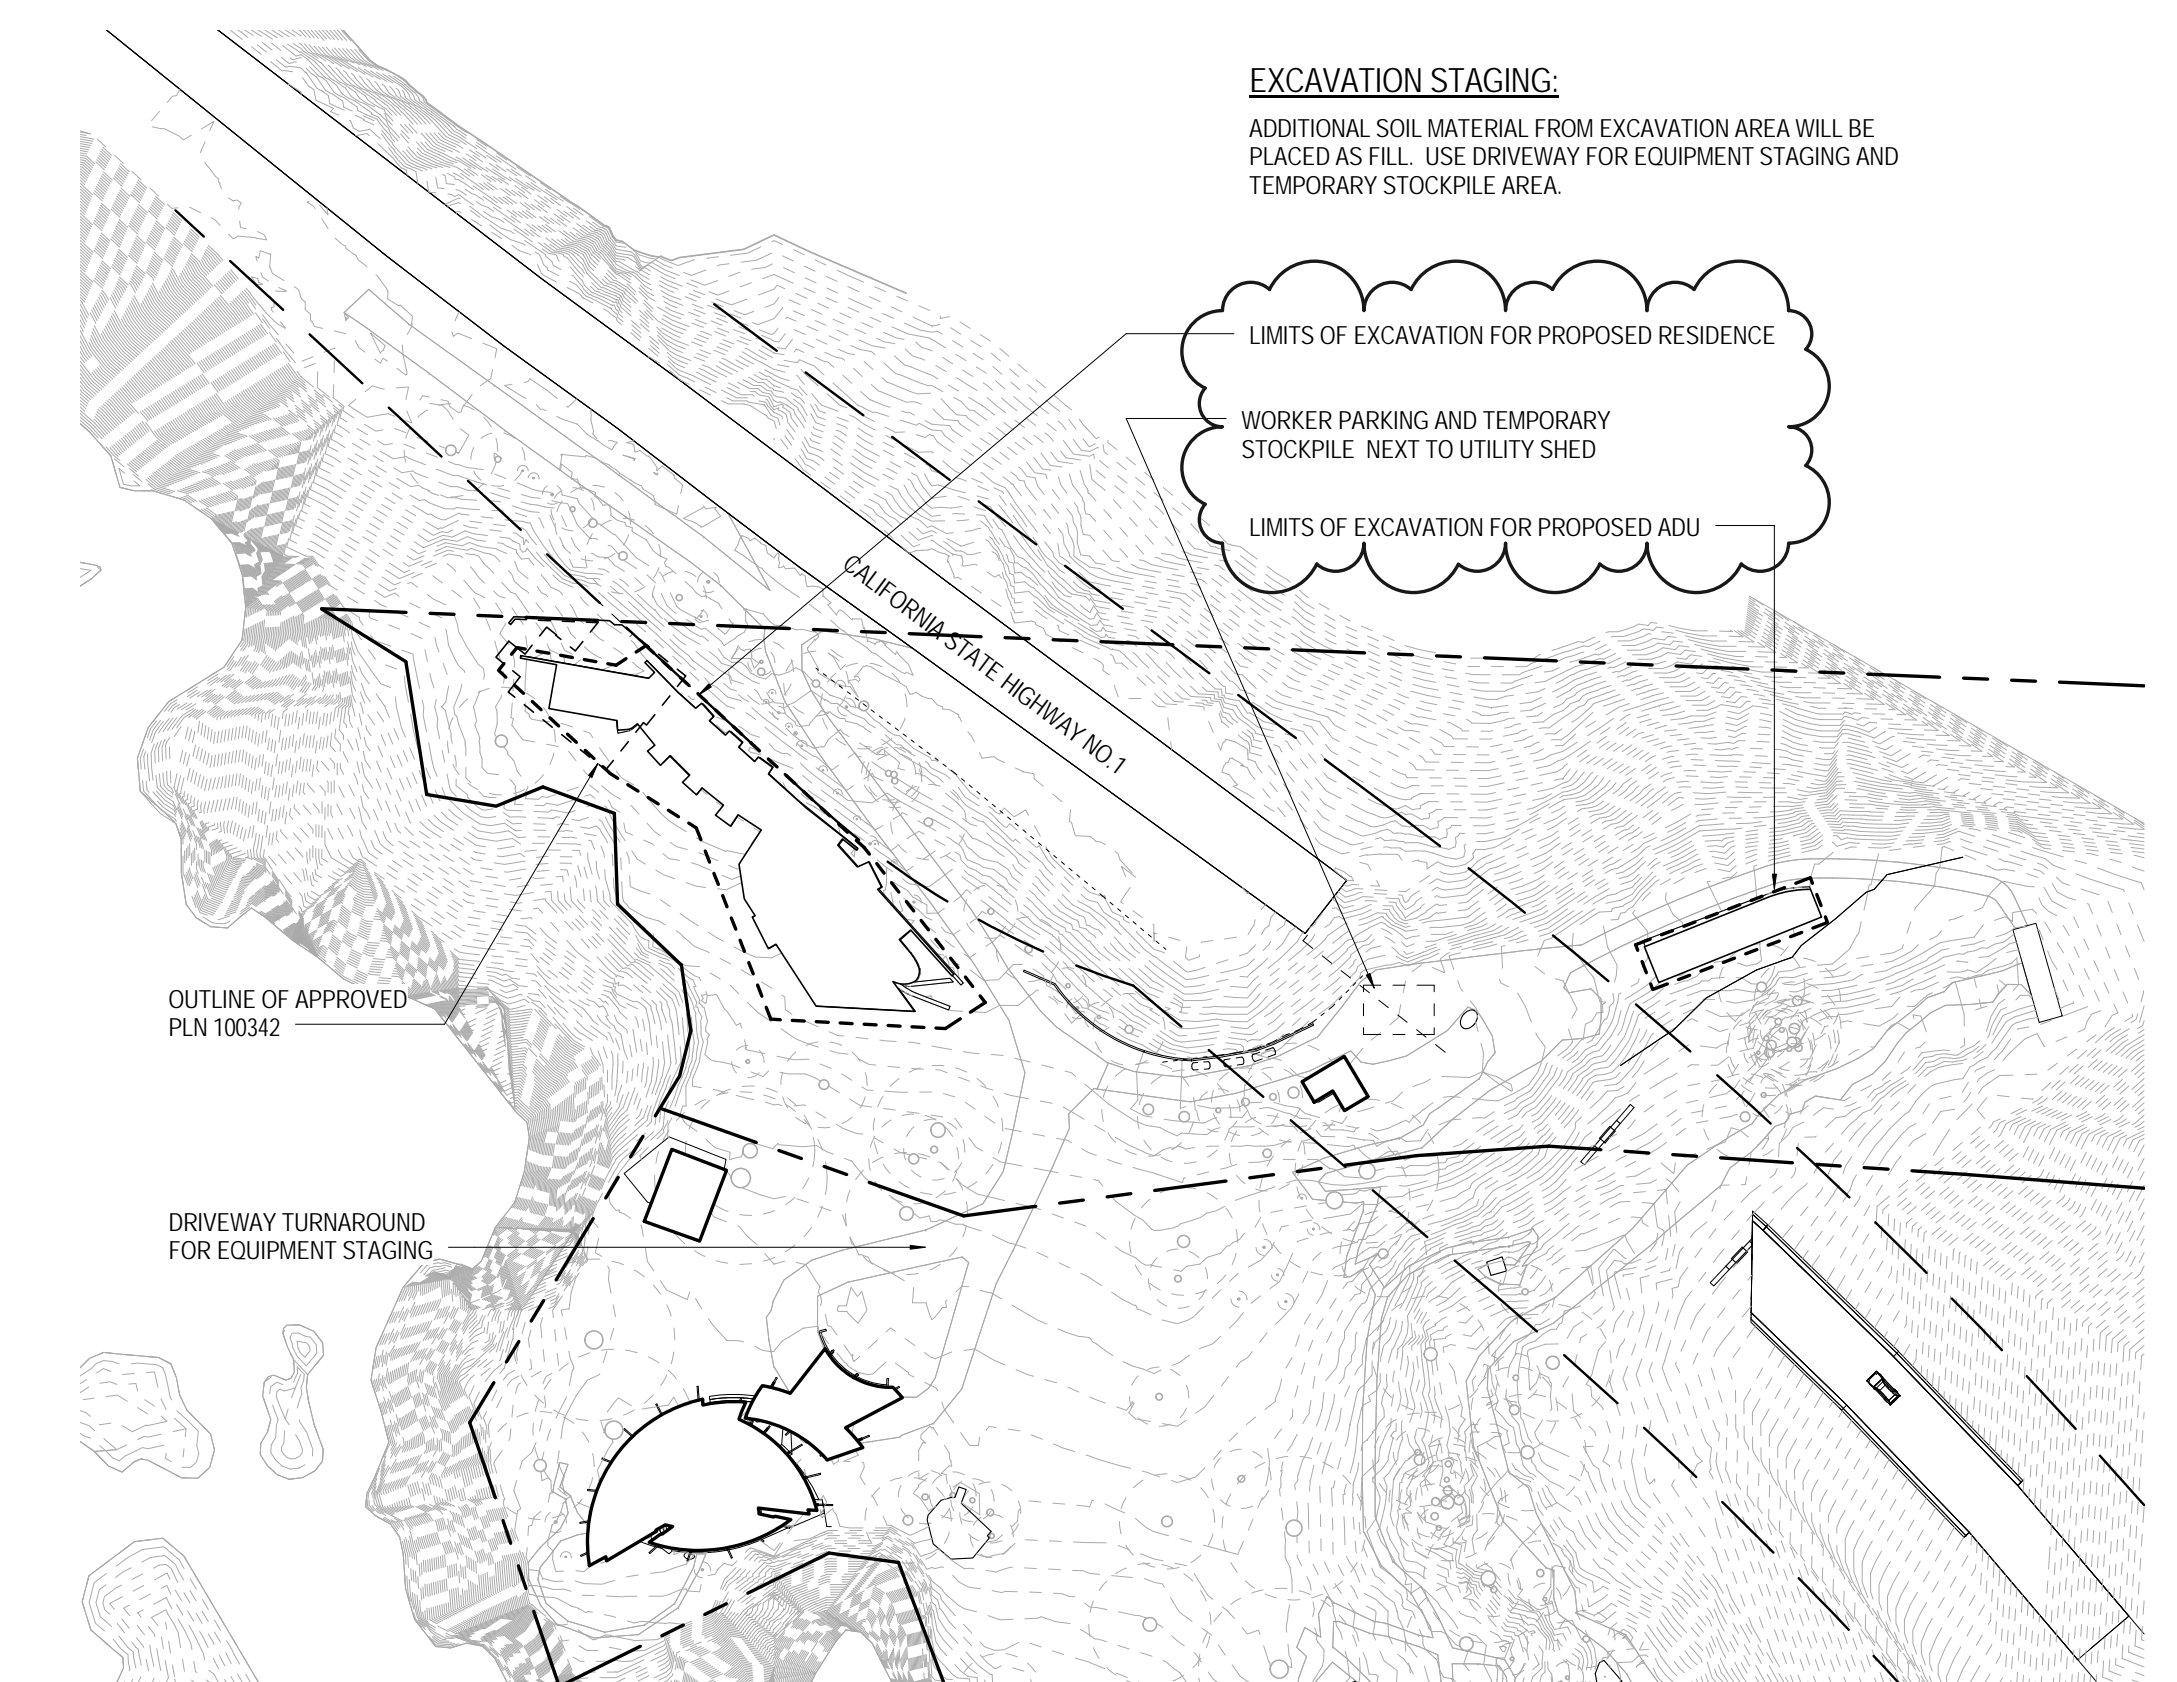 EXCAVATION STAGING:
ADDITIONAL SOIL MATERIAL FROM EXCAVATION AREA WILL BE
PLACED AS FILL. USE DRIVEWAY FOR EQUIPMENT STAGING AND
TEMPORARY STOCKPILE AREA.
LIMITS OF EXCAVATION FOR PROPOSED RESIDENCE
WORKER PARKING AND TEMPORARY
STOCKPILE NEXT TO UTILITY SHED
LIMITS OF EXCAVATION FOR PROPOSED ADU
CALIFORNIA STATE HIGHWAY NO.1
OUTLINE OF APPROVED
PLN 100342
DRIVEWAY TURNAROUND
FOR EQUIPMENT STAGING